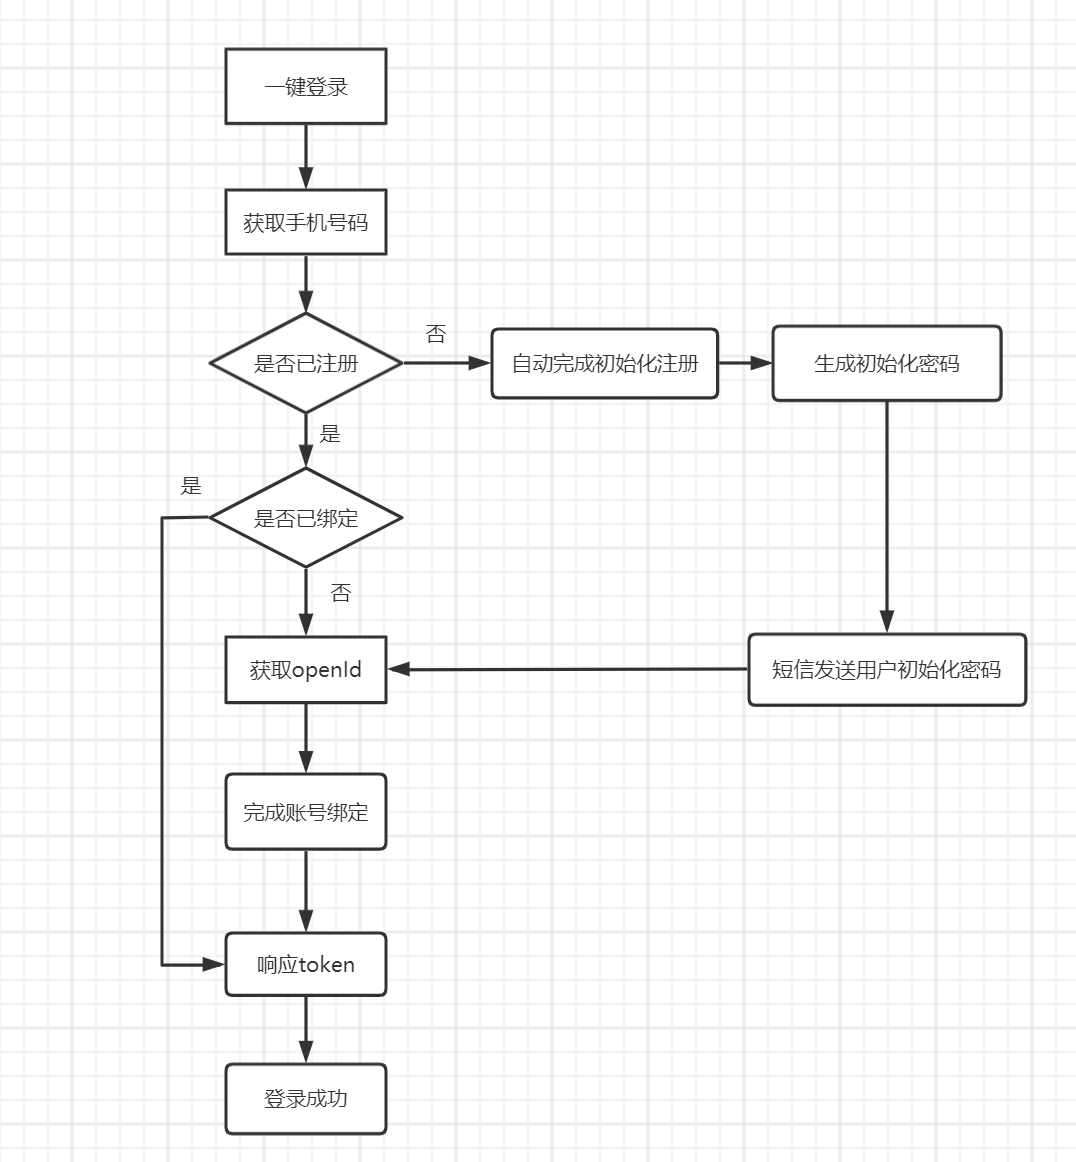 一键登录
获取手机号码
否
是否已注册
自动完成初始化注册
生成初始化密码
是
是
是否已绑定
否
获取openId
短信发送用户初始化密码
完成账号绑定
响应token
登录成功